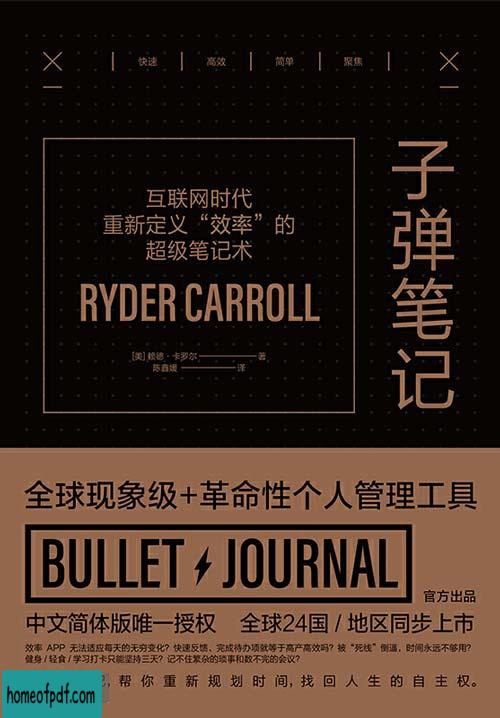 快速 | 高效 | 简单 | 聚焦
子弹笔记
互联网时代
重新定义“效率”的
超级笔记术
RYDER CARROLL
[美] 赖德·卡罗尔 著
陈鑫媛 译
全球现象级+革命性个人管理工具
BULLET JOURNAL
官方出品
中文简体版唯一授权 全球24国 / 地区同步上市
效率 APP 无法适应每天的无穷变化？快速反馈、完成待办项就等于高产高效吗？被“死线”倒逼，时间永远不够用？
健身 / 轻食 / 学习打卡只能坚持三天？记不住繁杂的琐事和数不完的会议？
，帮你重新规划时间，找回人生的自主权。
homeofpdf.com